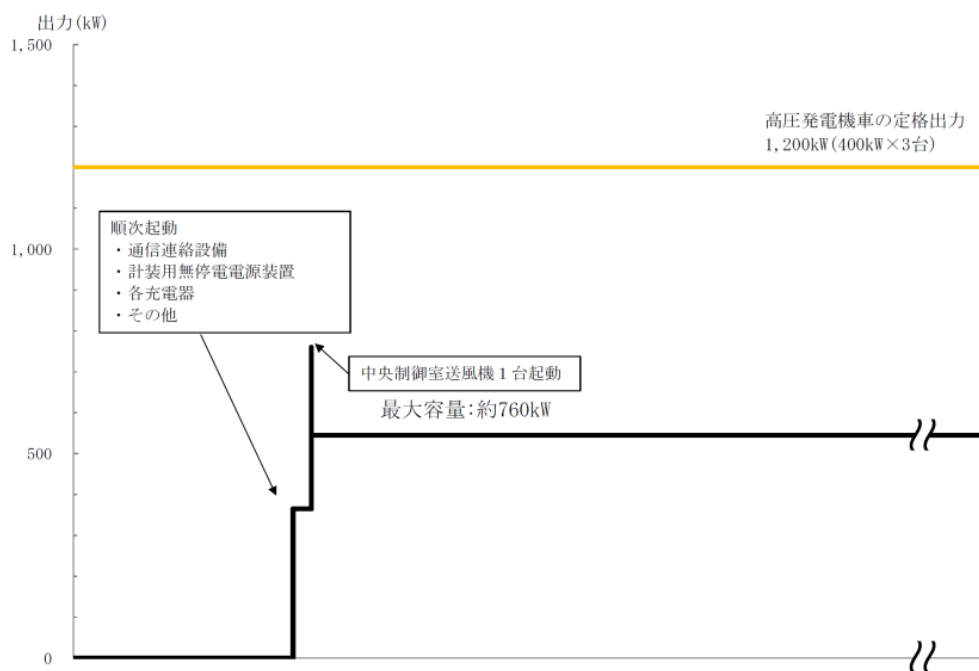 出力(kW)
1,500
高圧発電機車の定格出力
1,200kW(400kW×3台)
順次起動
・通信連絡設備
・計装用無停電電源装置
・各充電器
・その他
1,000
中央制御室送風機１台起動
最大容量:約760kW
500
0